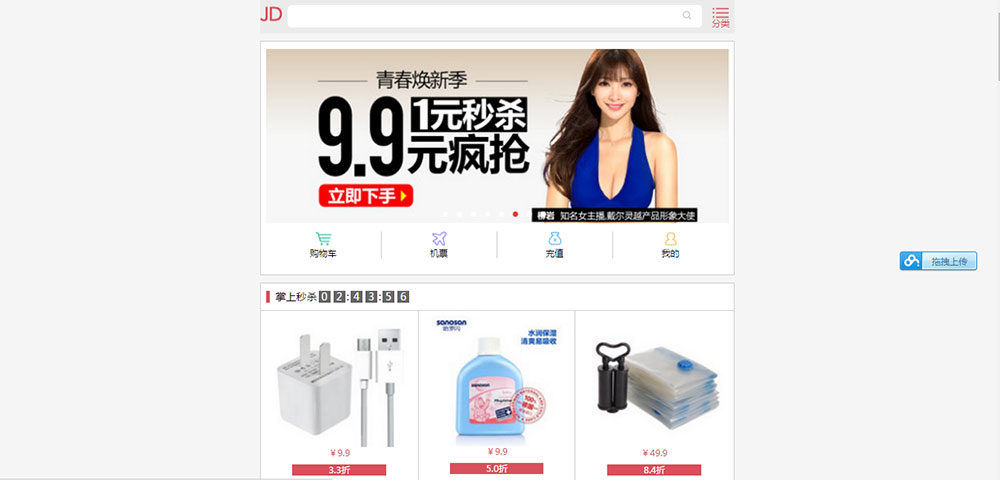 JD
分类
青春焕新季
1元秒杀
9.9元疯抢
立即下手
柳岩 知名女主播,戴尔灵越产品形象大使
购物车
机票
充值
我的
拖拽上传
掌上秒杀 0 2 : 4 3 : 5 6
sanosan
水润保湿
清爽易吸收
sanosan
100%
¥ 9.9
¥ 9.9
¥ 49.9
3.3折
5.0折
8.4折